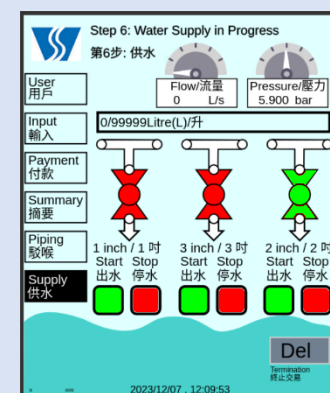 Step 6: Water Supply in Progress
第6步: 供水
User
用戶
Flow/流量
0 L/s
Pressure/壓力
5.900 bar
Input
輸入
0/99999Litre(L)/升
Payment
付款
Summary
摘要
Piping
駁喉
1 inch / 1 吋
3 inch / 3 吋
2 inch / 2 吋
Start Stop
Start Stop
Start Stop
出水 停水
出水 停水
出水 停水
Supply
供水
Del
Termination
終止交易
2023/12/07 , 12:09:53